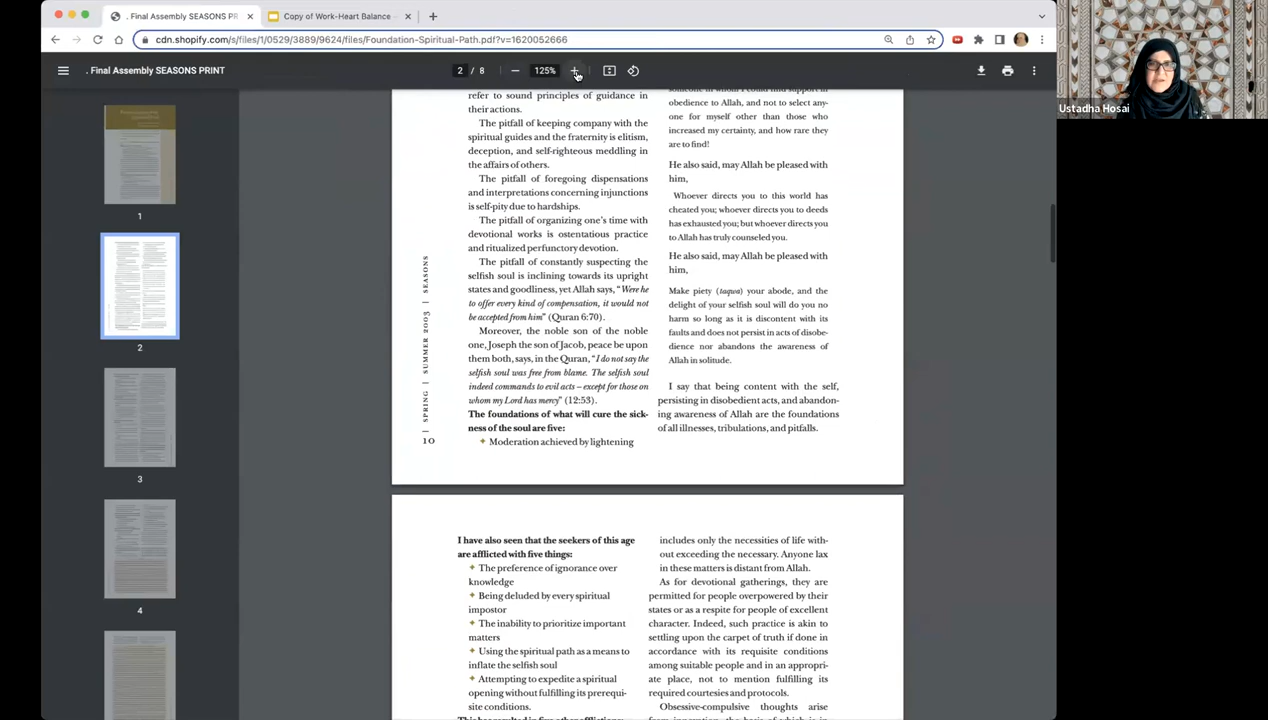 . Final Assembly SEASONS PR
Copy of Work-Heart Balance
cdn.shopify.com/s/files/1/0529/3889/9624/files/Foundation-Spiritual-Path.pdf?v=1620052666
. Final Assembly SEASONS PRINT
2 / 8
125%
Ustadha Hosai
1
2
3
4
refer to sound principles of guidance in
their actions.
The pitfall of keeping company with the
spiritual guides and the fraternity is elitism,
deception, and self-righteous meddling in
the affairs of others.
The pitfall of foregoing dispensations
and interpretations concerning injunctions
is self-pity due to hardships.
The pitfall of organizing one's time with
devotional works is ostentatious practice
and ritualized perfunctory devotion.
The pitfall of constantly suspecting the
selfish soul is inclining towards its upright
states and goodliness, yet Allah says, "Were he
to offer every kind of compensation, it would not
be accepted from him" (Quran 6:70).
Moreover, the noble son of the noble
one, Joseph the son of Jacob, peace be upon
them both, says, in the Quran, "I do not say the
selfish soul was free from blame. The selfish soul
indeed commands to evil acts – except for those on
whom my Lord has mercy" (12:53).
The foundations of what will cure the sick-
ness of the soul are five:
✦ Moderation achieved by lightening
SPRING | SUMMER 2003 | SEASONS
10
someone in whom I could find support in
obedience to Allah, and not to select any-
one for myself other than those who
increased my certainty, and how rare they
are to find!
He also said, may Allah be pleased with
him,
Whoever directs you to this world has
cheated you; whoever directs you to deeds
has exhausted you; but whoever directs you
to Allah has truly counseled you.
He also said, may Allah be pleased with
him,
Make piety (taqwa) your abode, and the
delight of your selfish soul will do you no
harm so long as it is discontent with its
faults and does not persist in acts of disobe-
dience nor abandons the awareness of
Allah in solitude.
I say that being content with the self,
persisting in disobedient acts, and abandon-
ing awareness of Allah are the foundations
of all illnesses, tribulations, and pitfalls.
I have also seen that the seekers of this age
are afflicted with five things:
✦ The preference of ignorance over
knowledge
✦ Being deluded by every spiritual
impostor
✦ The inability to prioritize important
matters
✦ Using the spiritual path as a means to
inflate the selfish soul
✦ Attempting to expedite a spiritual
opening without fulfilling its prerequi-
site conditions.
This has resulted in five other afflictions:
includes only the necessities of life with-
out exceeding the necessary. Anyone lax
in these matters is distant from Allah.
As for devotional gatherings, they are
permitted for people overpowered by their
states or as a respite for people of excellent
character. Indeed, such practice is akin to
settling upon the carpet of truth if done in
accordance with its requisite conditions
among suitable people and in an appropri-
ate place, not to mention fulfilling its
required courtesies and protocols.
Obsessive-compulsive thoughts arise
from innovation, the basis of which is in